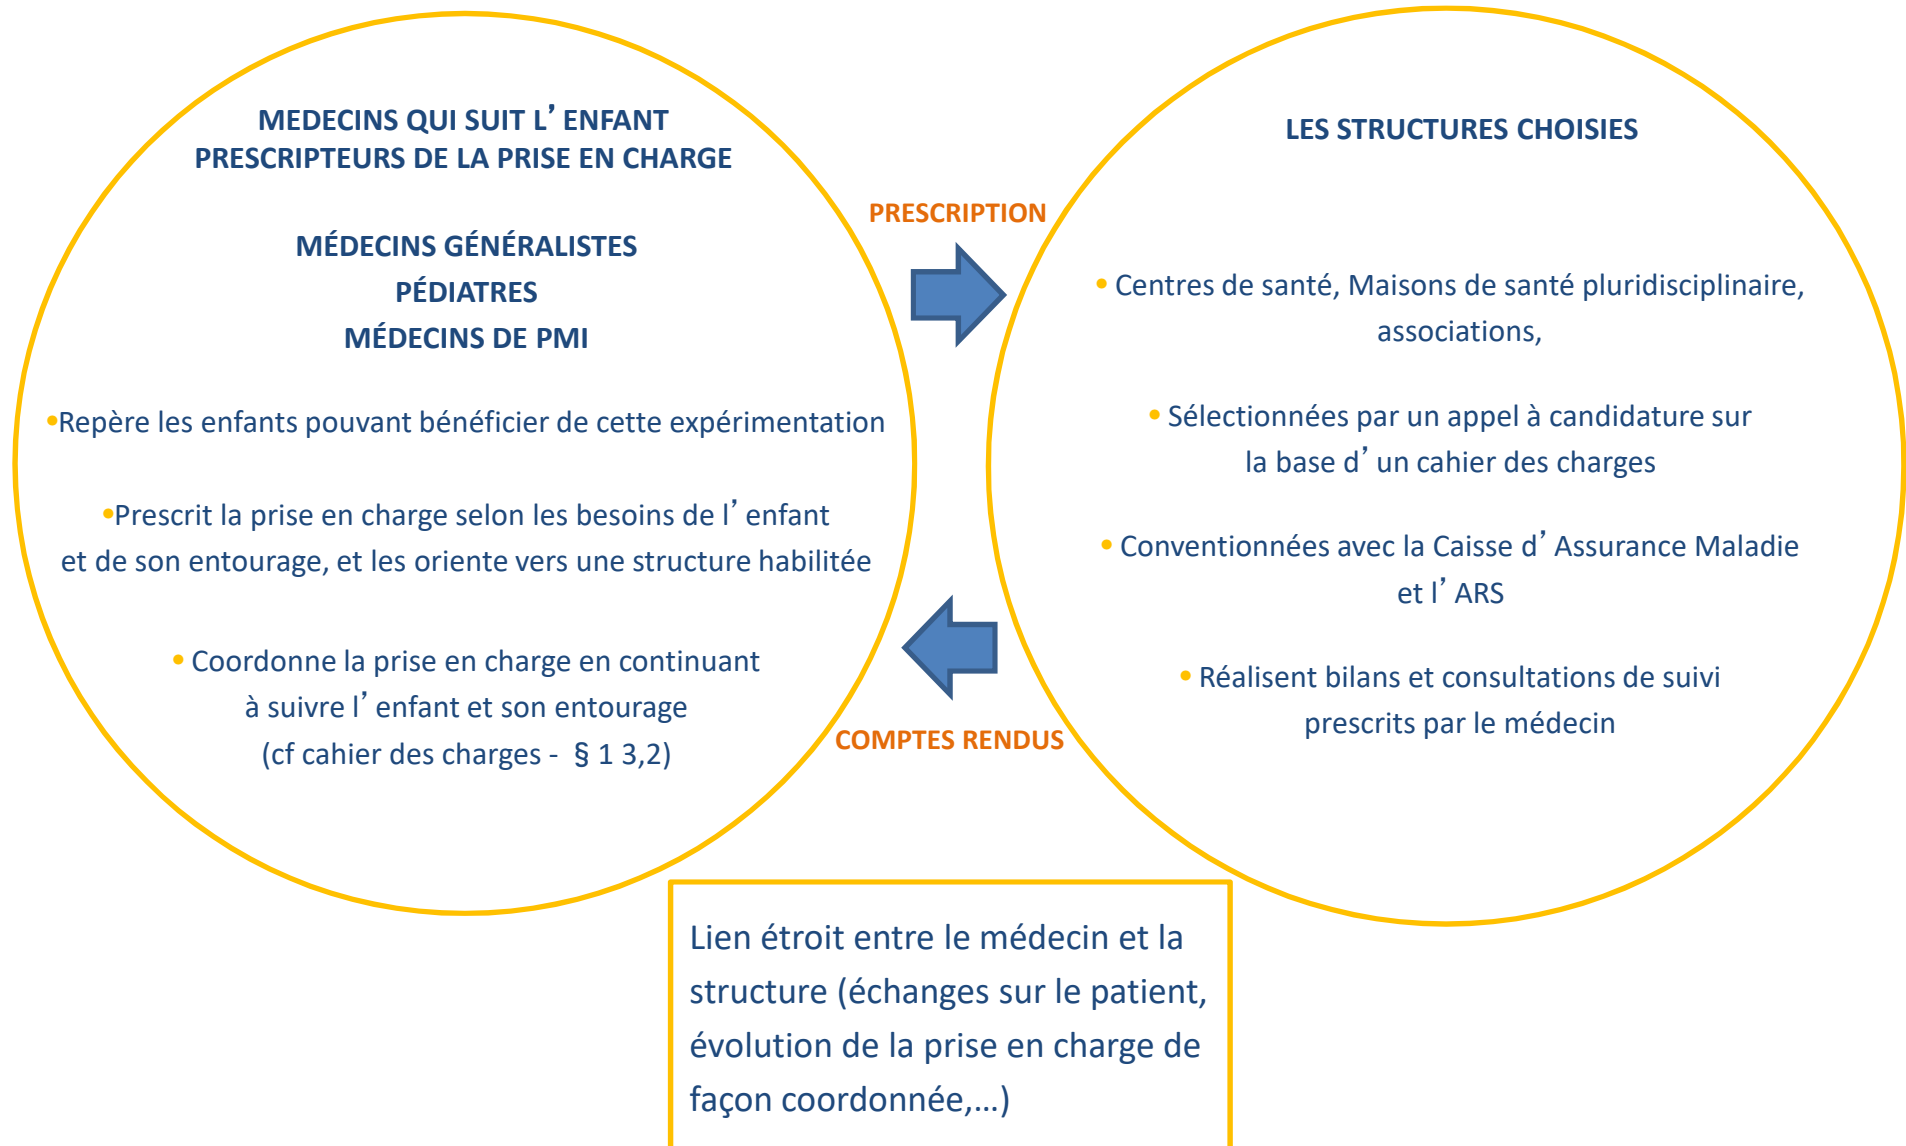 MEDECINS QUI SUIT L’ ENFANT
PRESCRIPTEURS DE LA PRISE EN CHARGE
MÉDECINS GÉNÉRALISTES
PÉDIATRES
MÉDECINS DE PMI
•Repère les enfants pouvant bénéficier de cette expérimentation
•Prescrit la prise en charge selon les besoins de l’ enfant
et de son entourage, et les oriente vers une structure habilitée
• Coordonne la prise en charge en continuant
à suivre l’ enfant et son entourage
(cf cahier des charges - § 1 3,2)
PRESCRIPTION
COMPTES RENDUS
LES STRUCTURES CHOISIES
• Centres de santé, Maisons de santé pluridisciplinaire,
associations,
• Sélectionnées par un appel à candidature sur
la base d’ un cahier des charges
• Conventionnées avec la Caisse d’ Assurance Maladie
et l’ ARS
• Réalisent bilans et consultations de suivi
prescrits par le médecin
Lien étroit entre le médecin et la
structure (échanges sur le patient,
évolution de la prise en charge de
façon coordonnée,...)